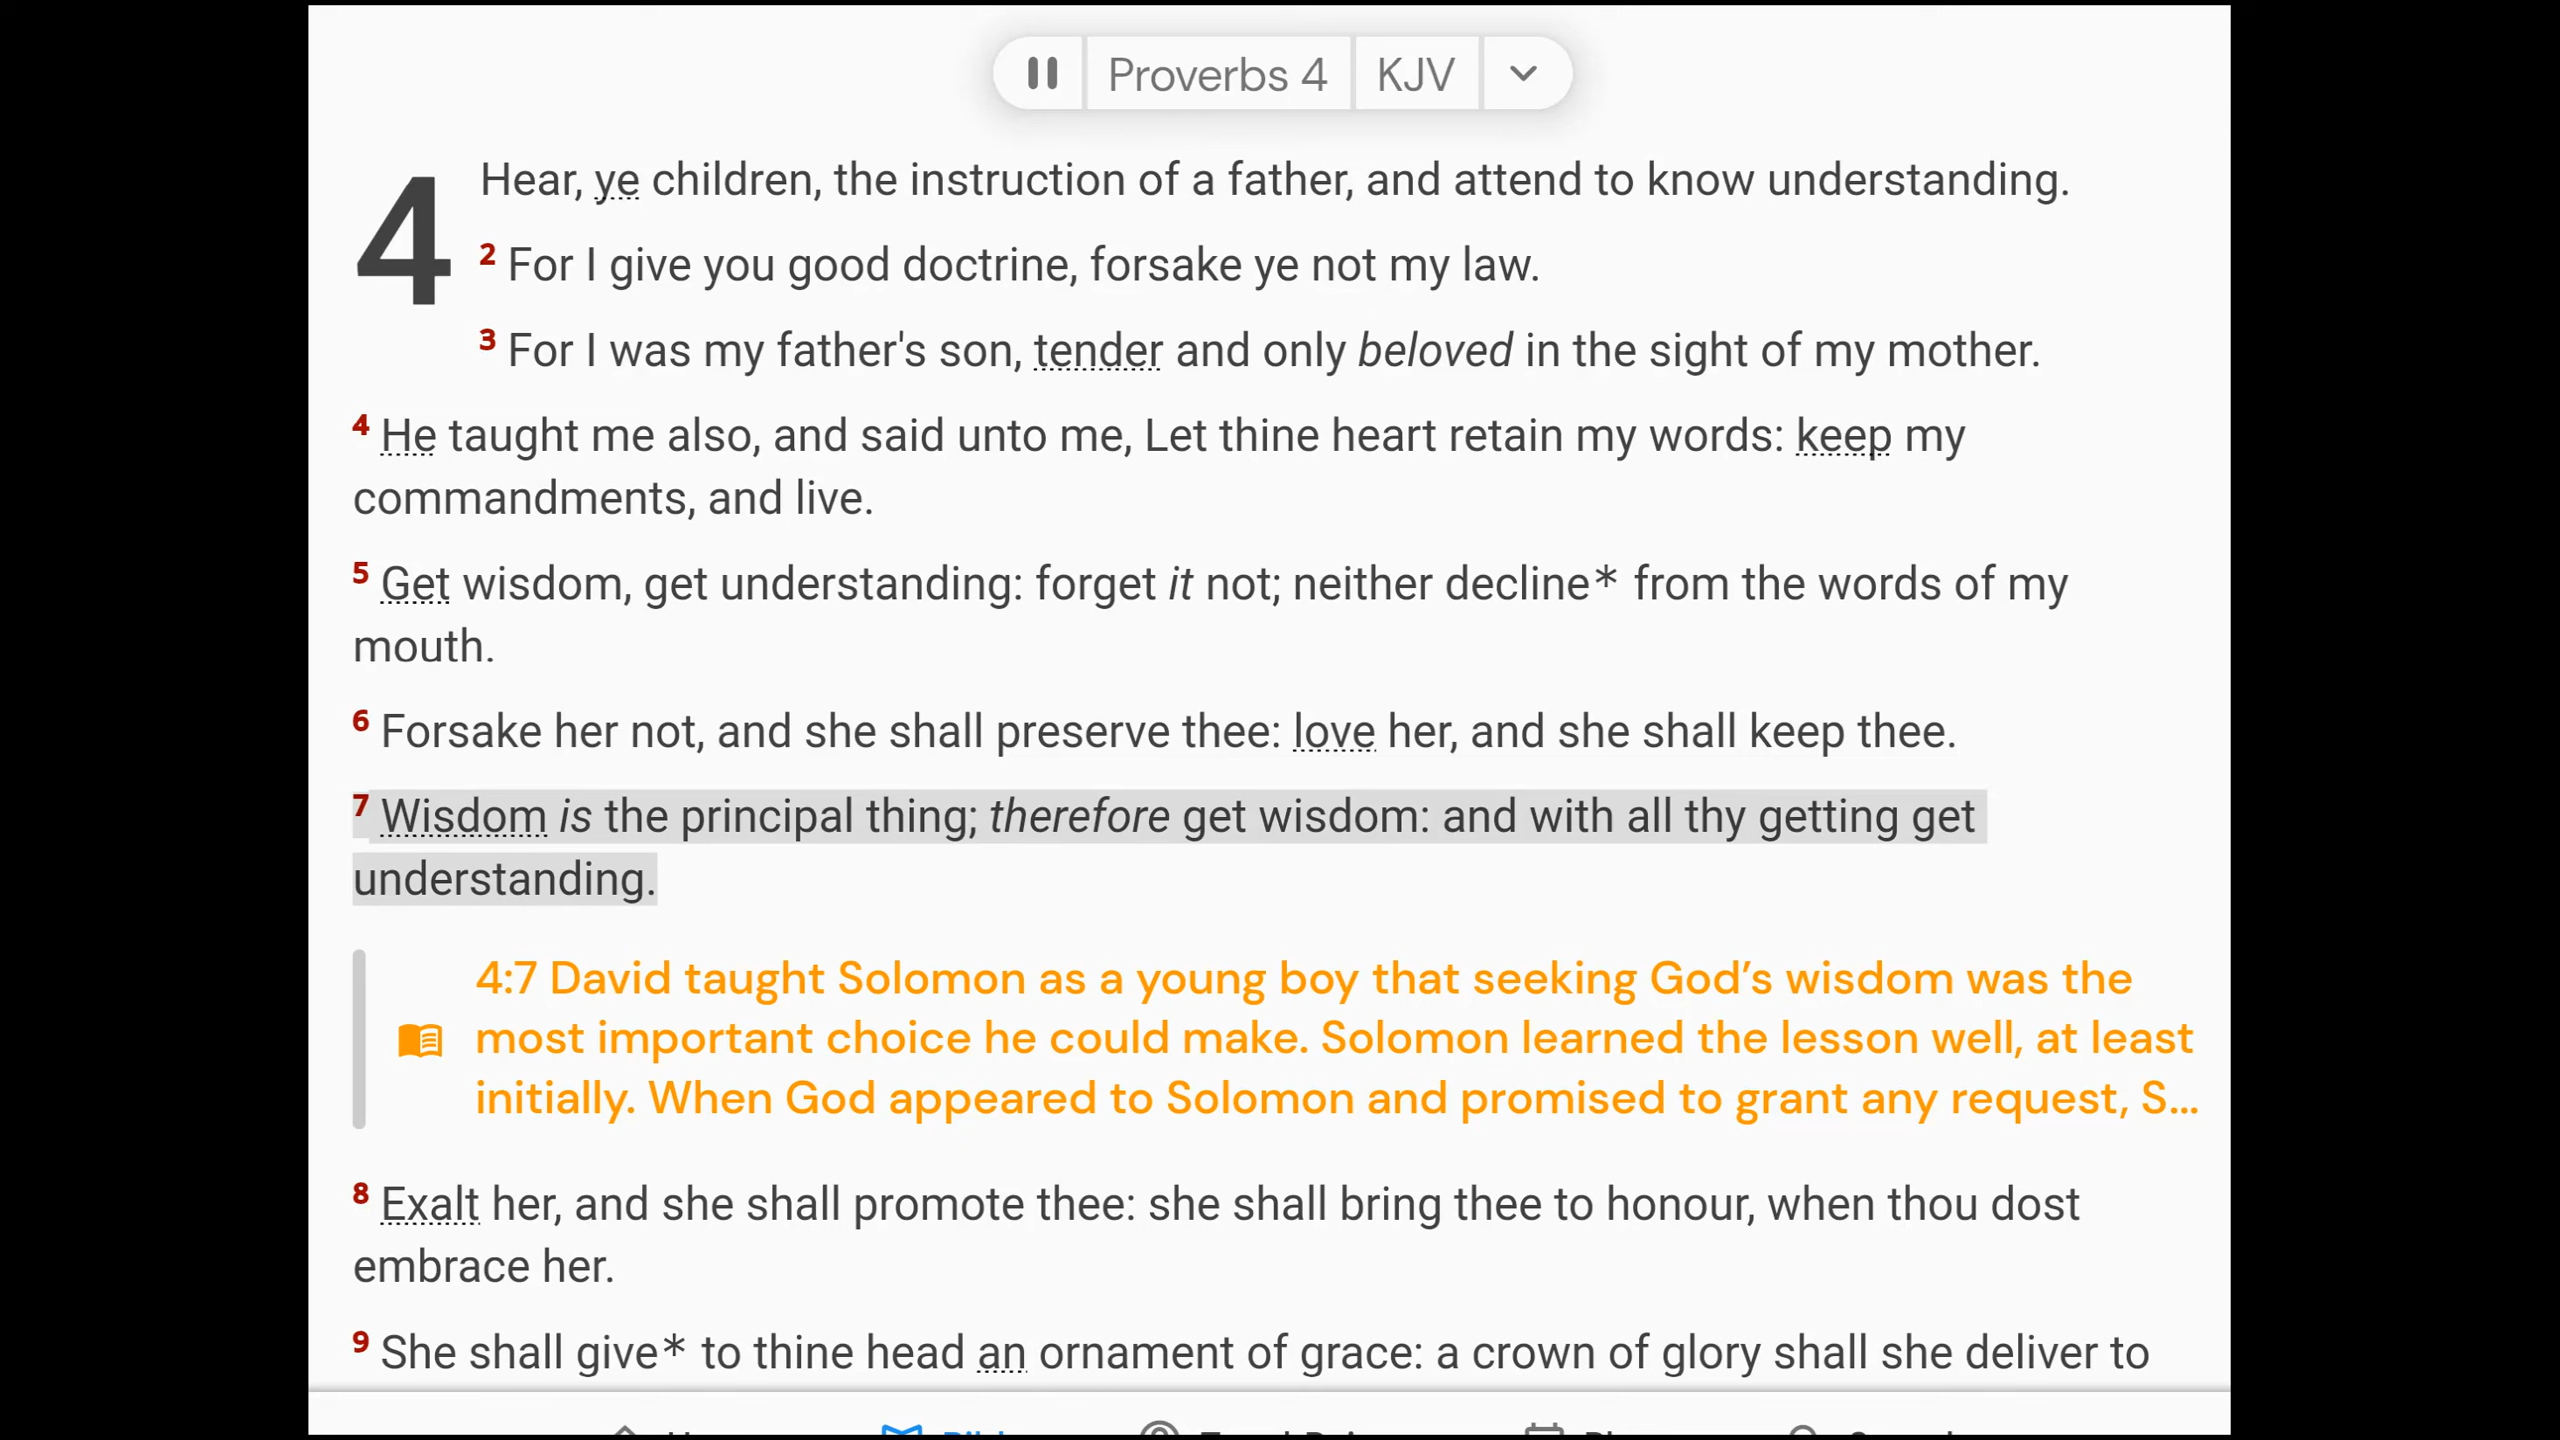 Proverbs 4 KJV
4 Hear, ye children, the instruction of a father, and attend to know understanding.
2 For I give you good doctrine, forsake ye not my law.
3 For I was my father's son, tender and only beloved in the sight of my mother.
4 He taught me also, and said unto me, Let thine heart retain my words: keep my
commandments, and live.
5 Get wisdom, get understanding: forget it not; neither decline* from the words of my
mouth.
6 Forsake her not, and she shall preserve thee: love her, and she shall keep thee.
7 Wisdom is the principal thing; therefore get wisdom: and with all thy getting get
understanding.
4:7 David taught Solomon as a young boy that seeking God’s wisdom was the
most important choice he could make. Solomon learned the lesson well, at least
initially. When God appeared to Solomon and promised to grant any request, S...
8 Exalt her, and she shall promote thee: she shall bring thee to honour, when thou dost
embrace her.
9 She shall give* to thine head an ornament of grace: a crown of glory shall she deliver to